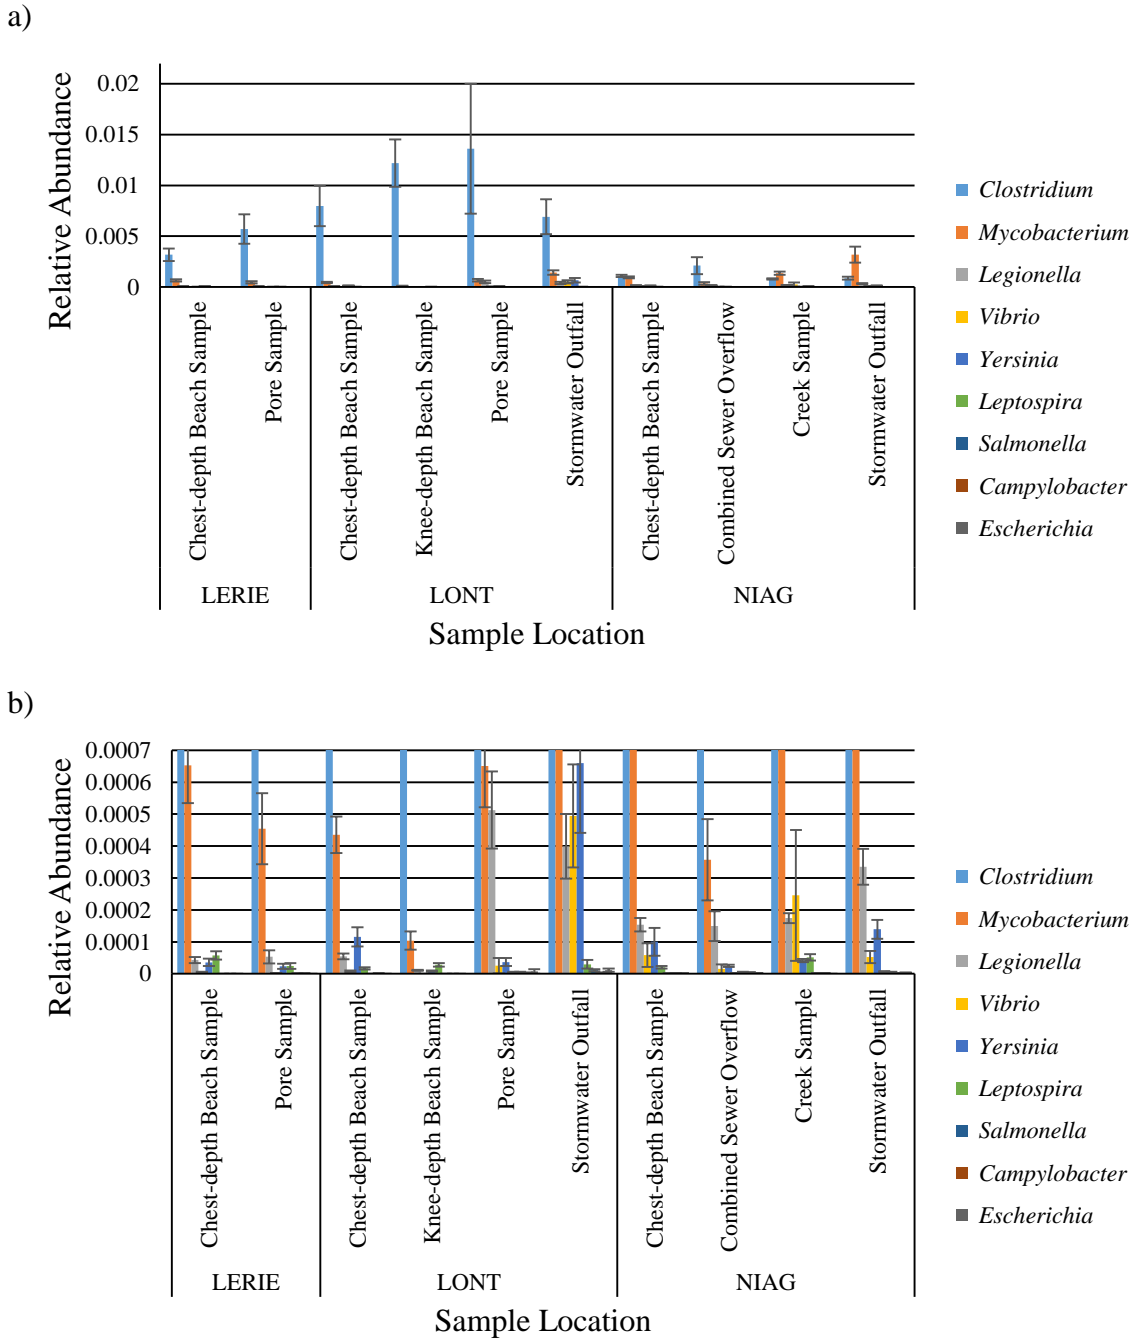 a)
Relative Abundance
0.02
0.015
0.01
0.005
0
Chest-depth Beach Sample
Pore Sample
Chest-depth Beach Sample
Knee-depth Beach Sample
Pore Sample
Stormwater Outfall
Chest-depth Beach Sample
Combined Sewer Overflow
Creek Sample
Stormwater Outfall
LERIE
LONT
NIAG
Sample Location
Clostridium
Mycobacterium
Legionella
Vibrio
Yersinia
Leptospira
Salmonella
Campylobacter
Escherichia
b)
Relative Abundance
0.0007
0.0006
0.0005
0.0004
0.0003
0.0002
0.0001
0
Chest-depth Beach Sample
Pore Sample
Chest-depth Beach Sample
Knee-depth Beach Sample
Pore Sample
Stormwater Outfall
Chest-depth Beach Sample
Combined Sewer Overflow
Creek Sample
Stormwater Outfall
LERIE
LONT
NIAG
Sample Location
Clostridium
Mycobacterium
Legionella
Vibrio
Yersinia
Leptospira
Salmonella
Campylobacter
Escherichia